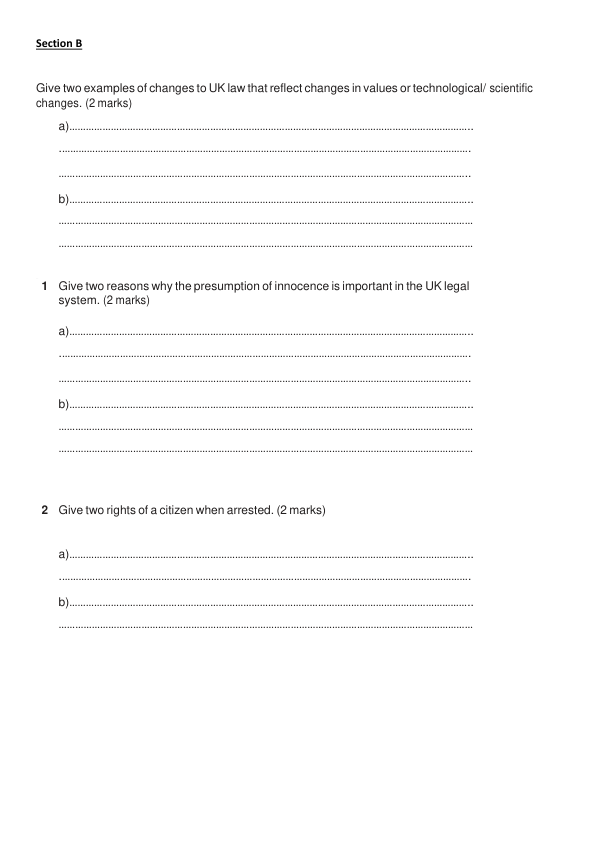 Section B
Give two examples of changes to UK law that reflect changes in values or technological/ scientific
changes. (2 marks)
a)...........................................................................................................................................
............................................................................................................................................
............................................................................................................................................
b)...........................................................................................................................................
............................................................................................................................................
............................................................................................................................................
1 Give two reasons why the presumption of innocence is important in the UK legal
system. (2 marks)
a)...........................................................................................................................................
............................................................................................................................................
............................................................................................................................................
b)...........................................................................................................................................
............................................................................................................................................
............................................................................................................................................
2 Give two rights of a citizen when arrested. (2 marks)
a)...........................................................................................................................................
............................................................................................................................................
b)...........................................................................................................................................
............................................................................................................................................